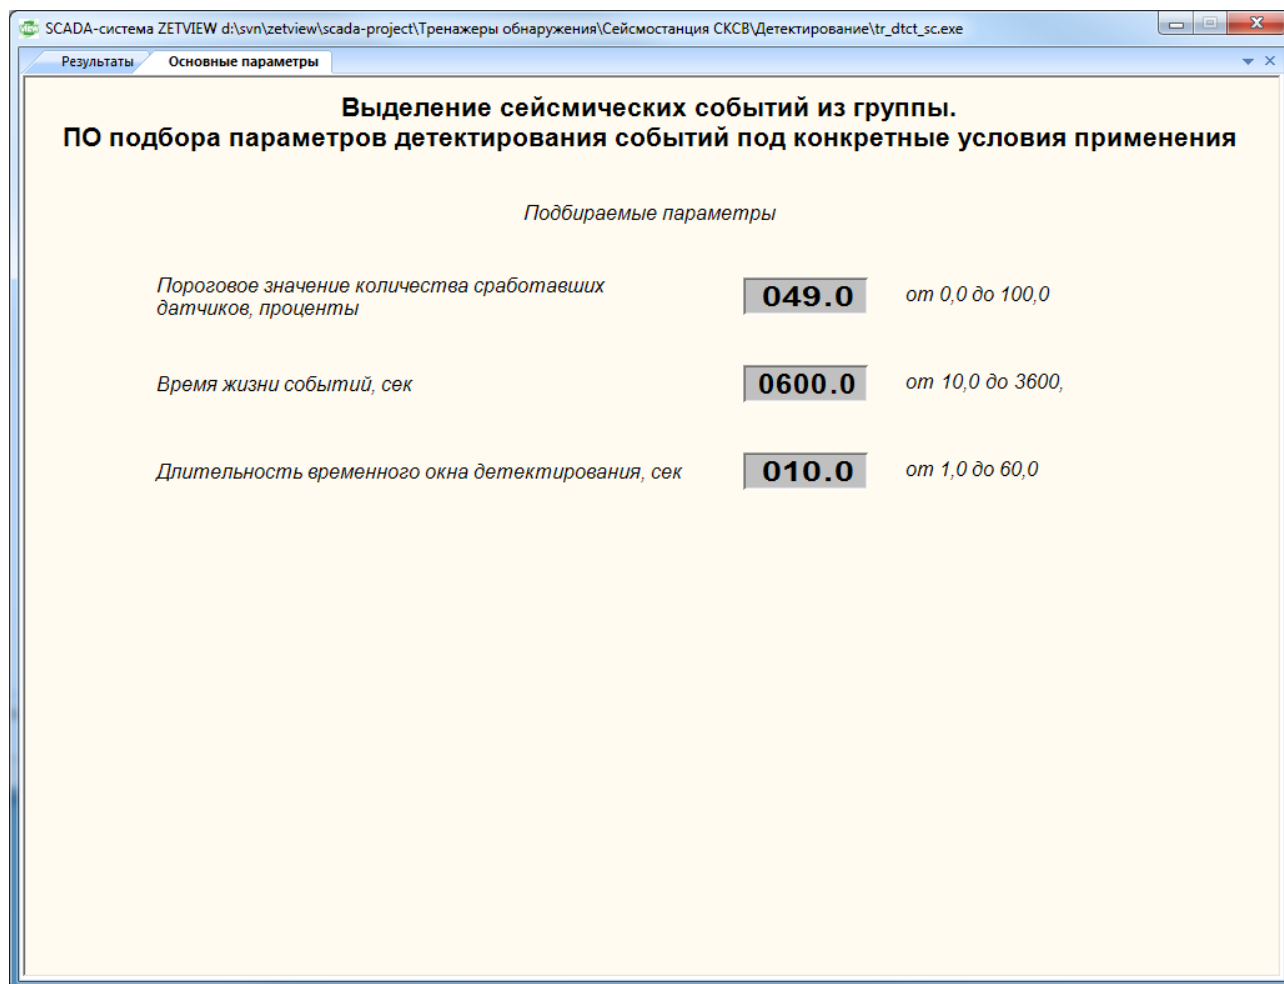 SCADA-система ZETVIEW d:\svn\zetview\scada-project\Тренажеры обнаружения\Сейсмостанция СКСВ\Детектирование\tr_dtct_sc.exe
Результаты Основные параметры
Выделение сейсмических событий из группы.
ПО подбора параметров детектирования событий под конкретные условия применения
Подбираемые параметры
Пороговое значение количества сработавших
датчиков, проценты
049.0 от 0,0 до 100,0
Время жизни событий, сек 0600.0 от 10,0 до 3600,
Длительность временного окна детектирования, сек 010.0 от 1,0 до 60,0